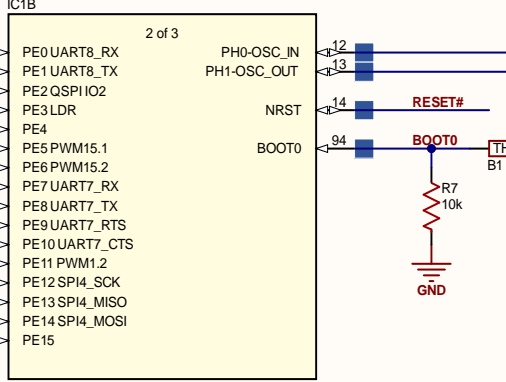 IC1B
2 of 3
PE0 UART8_RX
PE1 UART8_TX
PE2 QSPI IO2
PE3 LDR
PE4
PE5 PWM15.1
PE6 PWM15.2
PE7 UART7_RX
PE8 UART7_TX
PE9 UART7_RTS
PE10 UART7_CTS
PE11 PWM1.2
PE12 SPI4_SCK
PE13 SPI4_MISO
PE14 SPI4_MOSI
PE15
PH0-OSC_IN 12
PH1-OSC_OUT 13
NRST 14 RESET#
BOOT0 94 BOOT0 TH
B1
R7
10k
GND